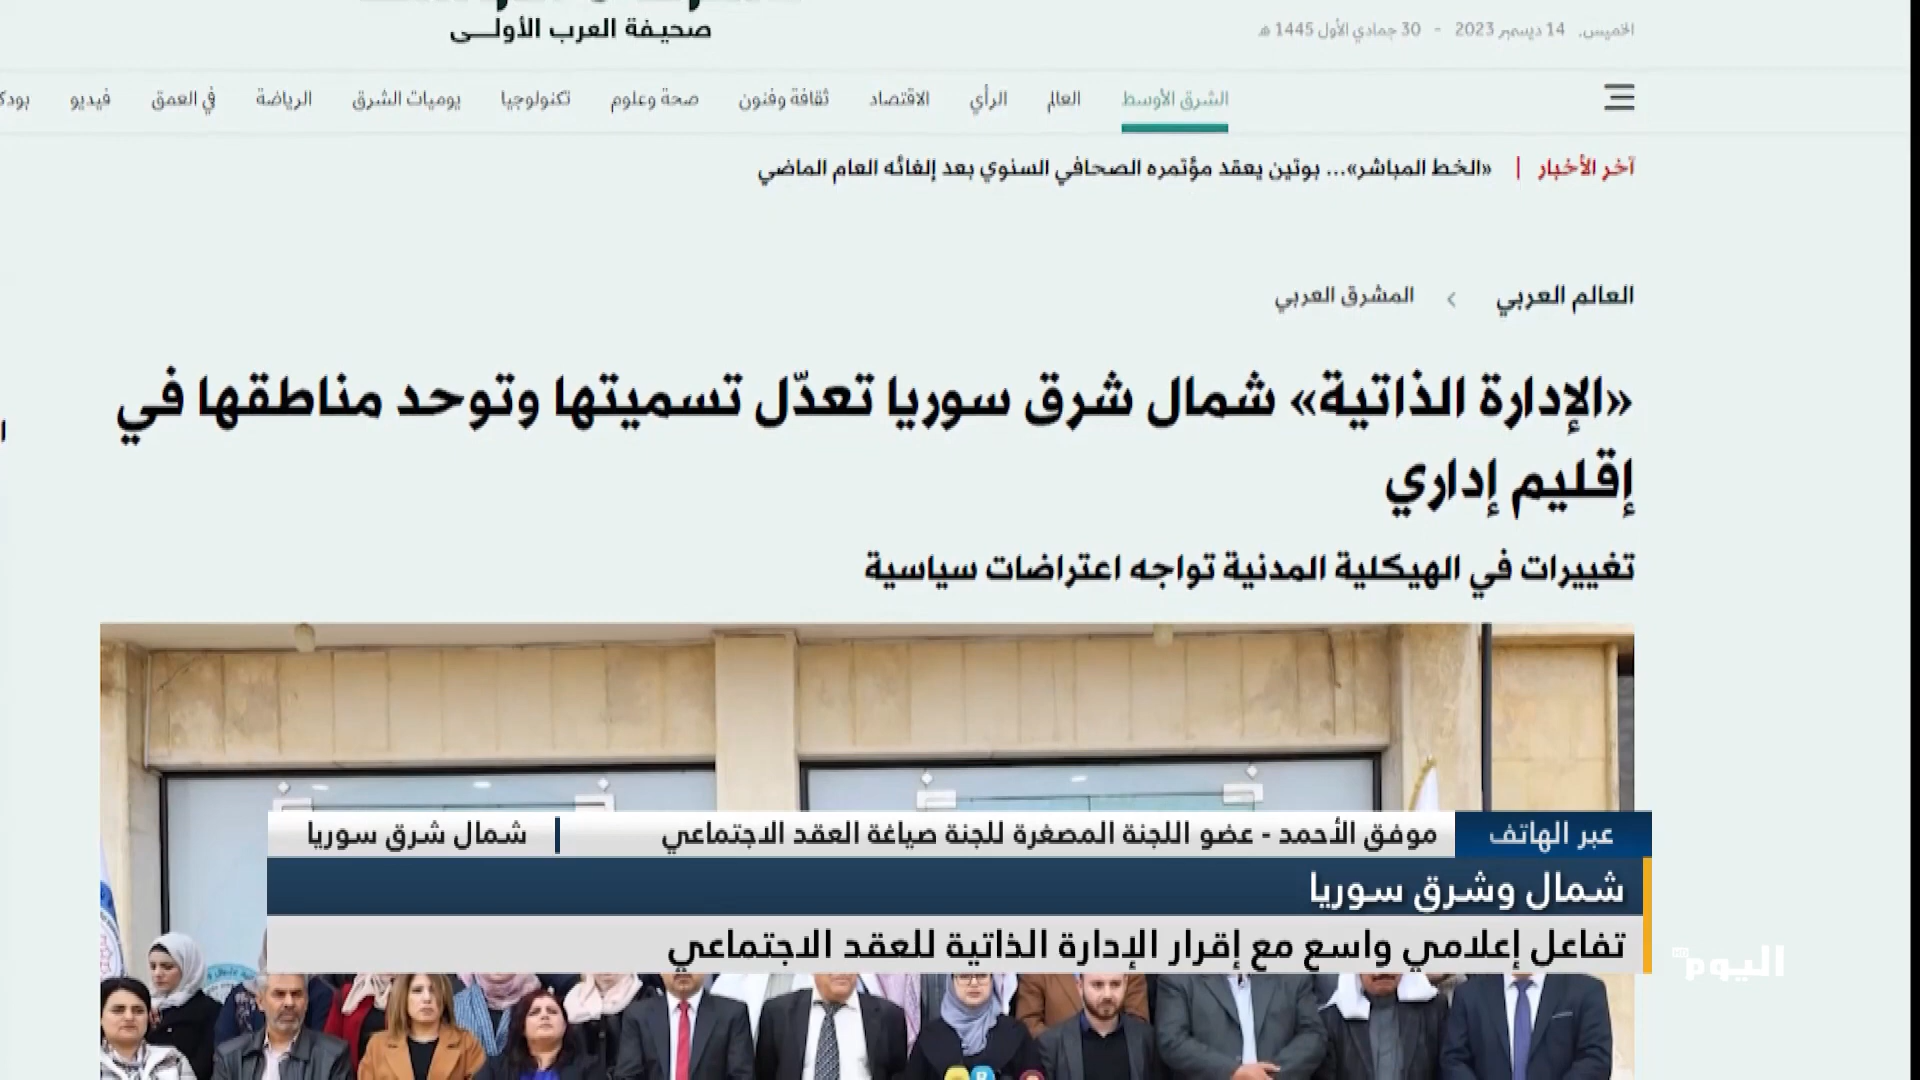 صحيفة العرب الأولـــى
الخميس, 14 ديسمبر 2023 - 30 جمادي الأول 1445 هـ
الشرق الأوسط العالم الرأي الاقتصاد ثقافة وفنون صحة وعلوم تكنولوجيا يوميات الشرق الرياضة في العمق فيديو
آخر الأخبار | «الخط المباشر»... بوتين يعقد مؤتمره الصحافي السنوي بعد إلغائه العام الماضي
العالم العربي > المشرق العربي
«الإدارة الذاتية» شمال شرق سوريا تعدّل تسميتها وتوحد مناطقها في
إقليم إداري
تغييرات في الهيكلية المدنية تواجه اعتراضات سياسية
عبر الهاتف موفق الأحمد - عضو اللجنة المصغرة للجنة صياغة العقد الاجتماعي | شمال شرق سوريا
شمال وشرق سوريا
تفاعل إعلامي واسع مع إقرار الإدارة الذاتية للعقد الاجتماعي
اليوم HD